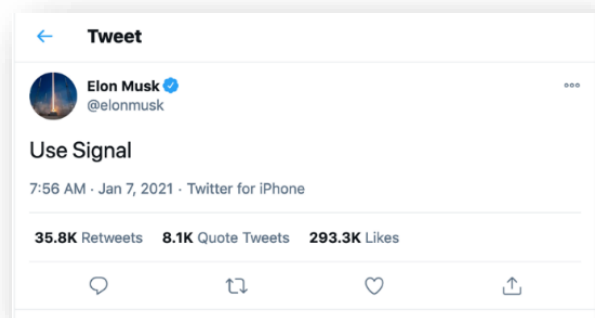 Tweet
Elon Musk
@elonmusk
Use Signal
7:56 AM · Jan 7, 2021 · Twitter for iPhone
35.8K Retweets 8.1K Quote Tweets 293.3K Likes